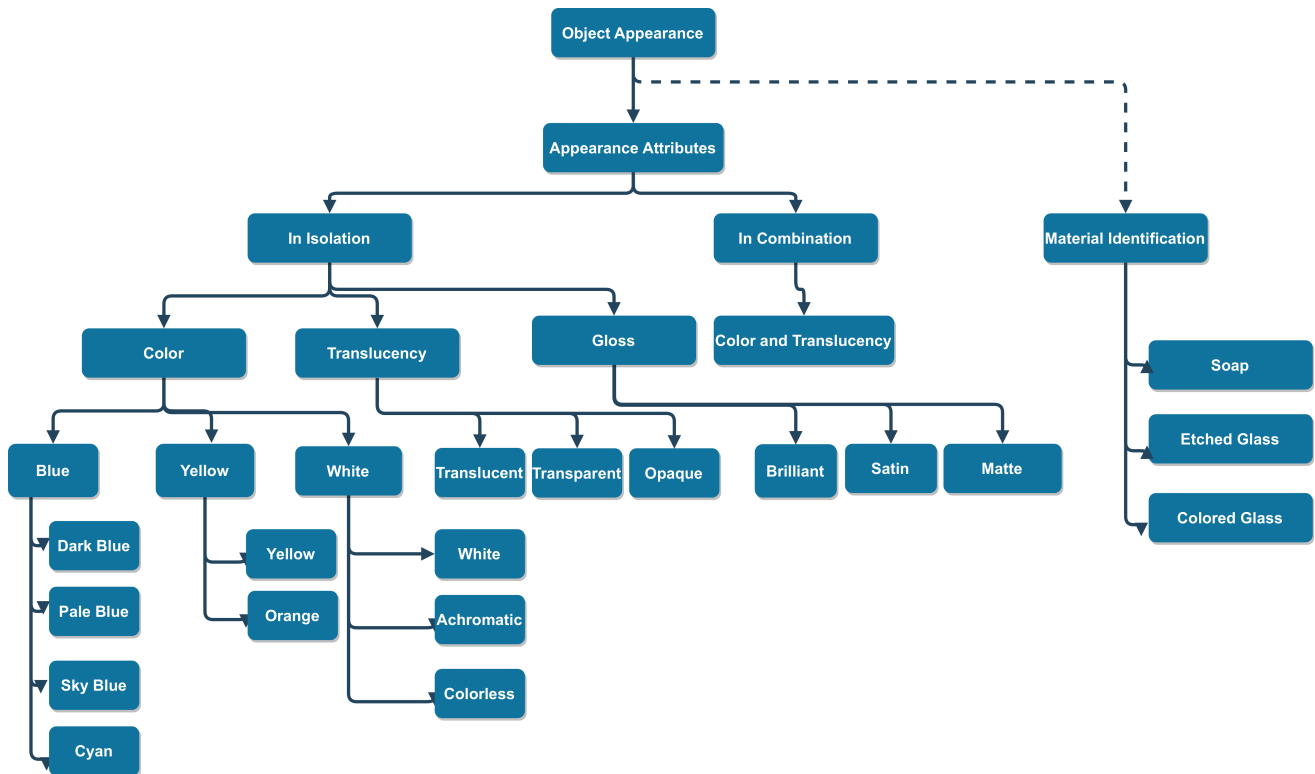 Object Appearance
Appearance Attributes
In Isolation
In Combination
Material Identification
Color
Translucency
Gloss
Color and Translucency
Soap
Etched Glass
Colored Glass
Blue
Yellow
White
Translucent
Transparent
Opaque
Brilliant
Satin
Matte
Dark Blue
Pale Blue
Sky Blue
Cyan
Yellow
Orange
White
Achromatic
Colorless